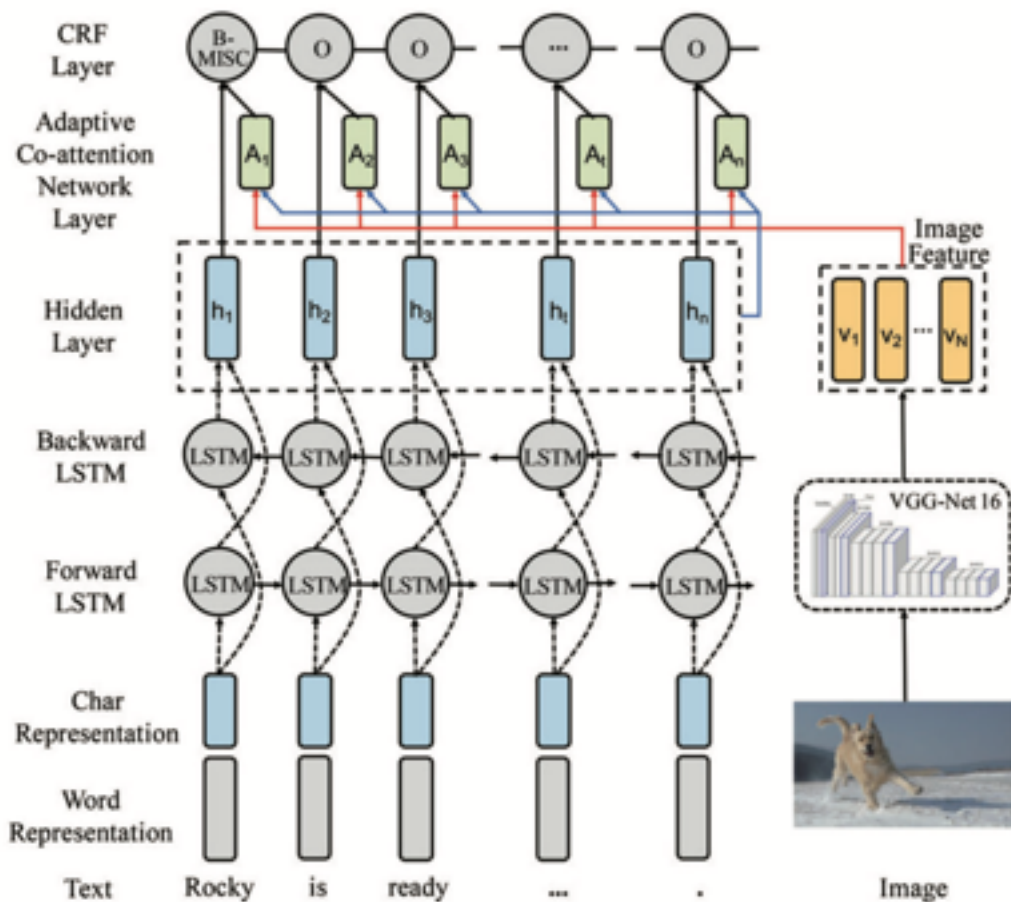 CRF
Layer
B-
MISC
O
O
...
O
Adaptive
Co-attention
Network
Layer
A1
A2
A3
At
An
Image
Feature
Hidden
Layer
h1
h2
h3
ht
hn
v1
v2
...
vN
Backward
LSTM
LSTM
LSTM
LSTM
LSTM
LSTM
VGG-Net 16
Forward
LSTM
LSTM
LSTM
LSTM
LSTM
LSTM
Char
Representation
Word
Representation
Text
Rocky
is
ready
...
.
Image